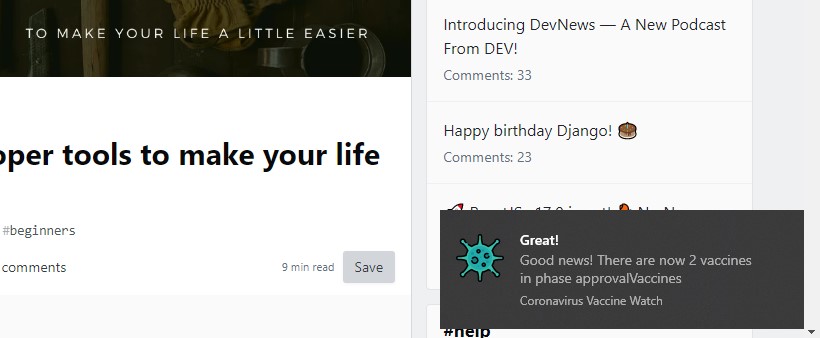 TO MAKE YOUR LIFE A LITTLE EASIER
oper tools to make your life
#beginners
comments
9 min read
Save
Introducing DevNews — A New Podcast
From DEV!
Comments: 33
Happy birthday Django!
Comments: 23
Great!
Good news! There are now 2 vaccines
in phase approvalVaccines
Coronavirus Vaccine Watch
#help